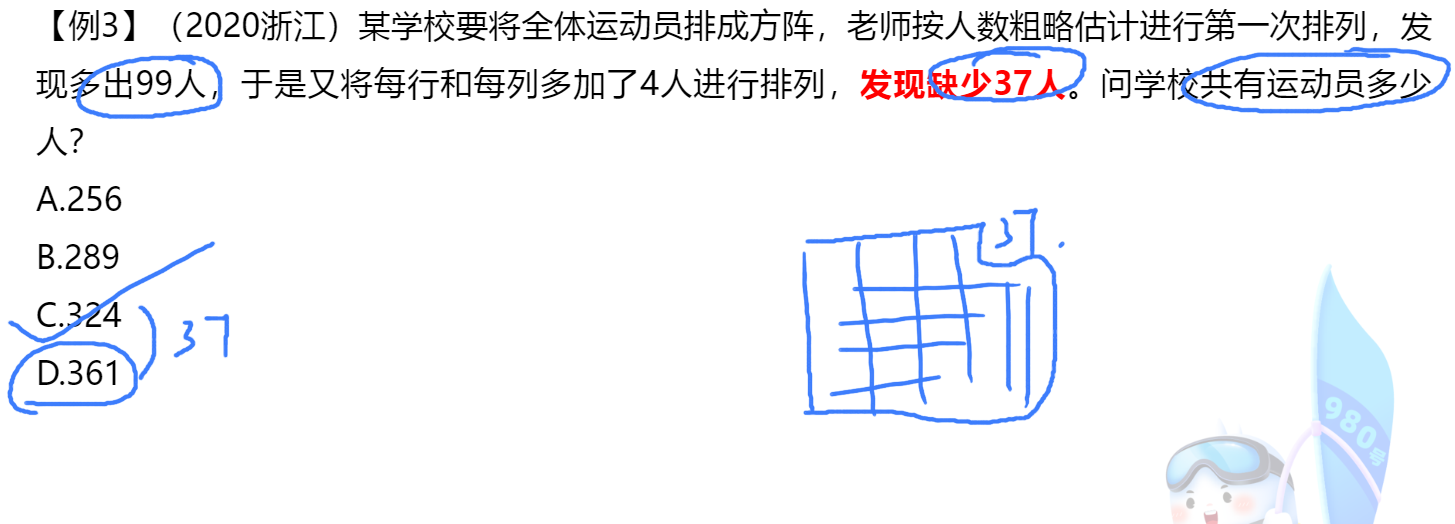 【例3】（2020浙江）某学校要将全体运动员排成方阵，老师按人数粗略估计进行第一次排列，发
现多出99人，于是又将每行和每列多加了4人进行排列，发现缺少37人。问学校共有运动员多少
人？
A.256
B.289
C.324
D.361
37
37
980号